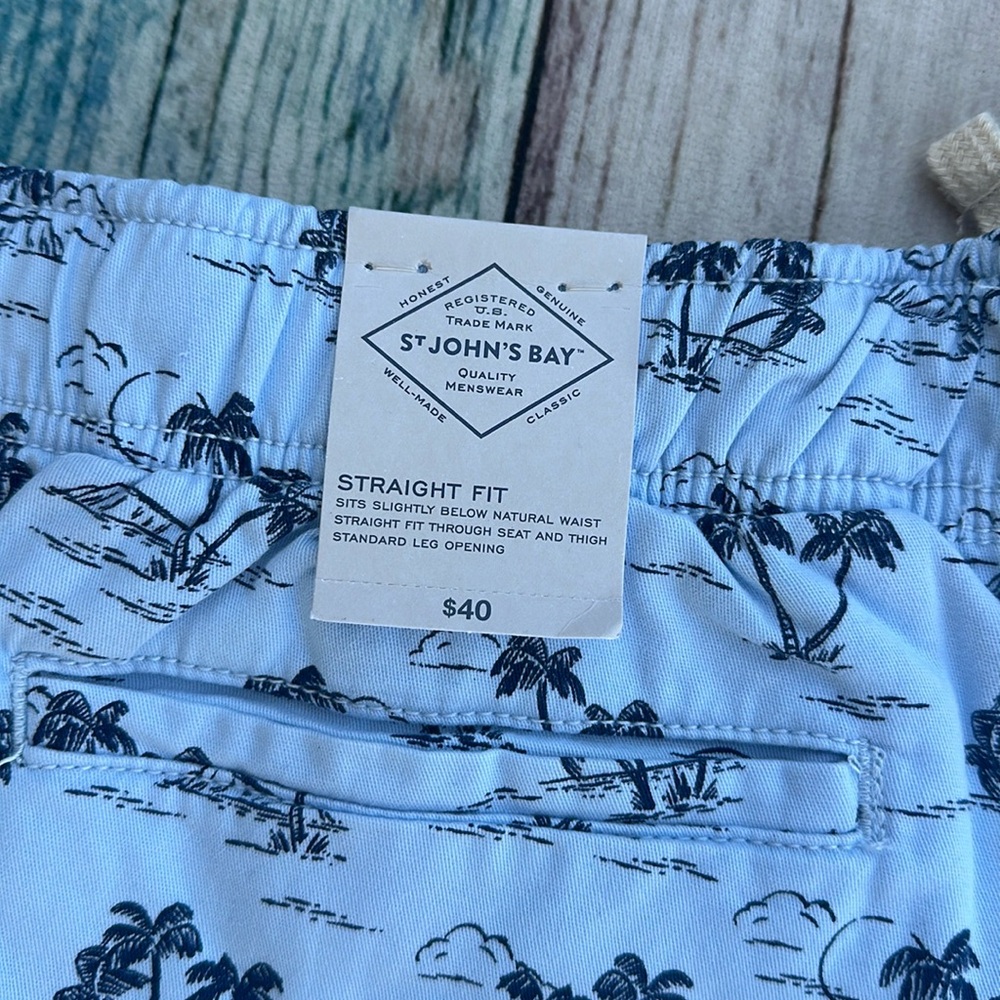 HONEST
GENUINE
REGISTERED
U.S.
TRADE MARK
ST JOHN'S BAY™
QUALITY
MENSWEAR
WELL-MADE
CLASSIC
STRAIGHT FIT
SITS SLIGHTLY BELOW NATURAL WAIST
STRAIGHT FIT THROUGH SEAT AND THIGH
STANDARD LEG OPENING
$40